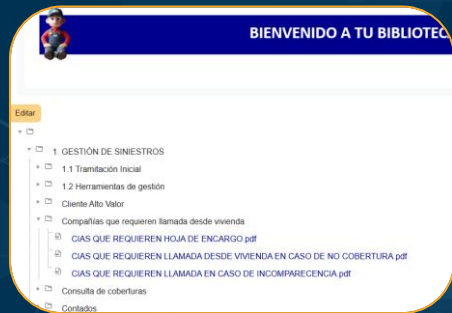 BIENVENIDO A TU BIBLIOTEC
Editar
1. GESTIÓN DE SINIESTROS
1.1 Tramitación Inicial
1.2 Herramientas de gestión
Cliente Alto Valor
Compañias que requieren llamada desde vivienda
CIAS QUE REQUIEREN HOJA DE ENCARGO.pdf
CIAS QUE REQUIEREN LLAMADA DESDE VIVIENDA EN CASO DE NO COBERTURA.pdf
CIAS QUE REQUIEREN LLAMADA EN CASO DE INCOMPARECENCIA.pdf
Consulta de coberturas
Contados